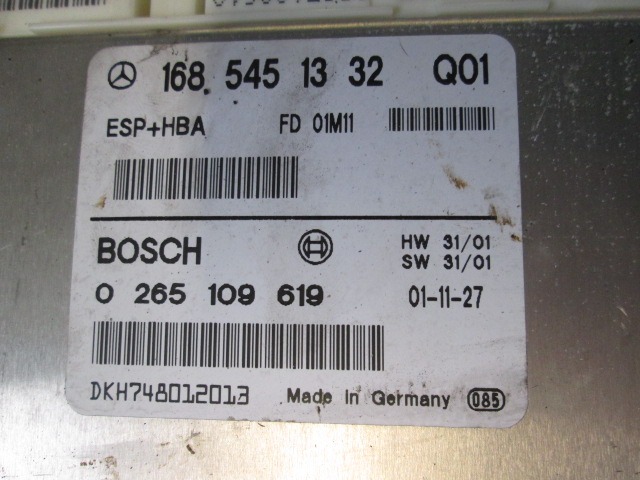 168 545 13 32 Q01
ESP+HBA FD 01M11
BOSCH HW 31/01
SW 31/01
0 265 109 619 01-11-27
DKH748012013 Made in Germany 085